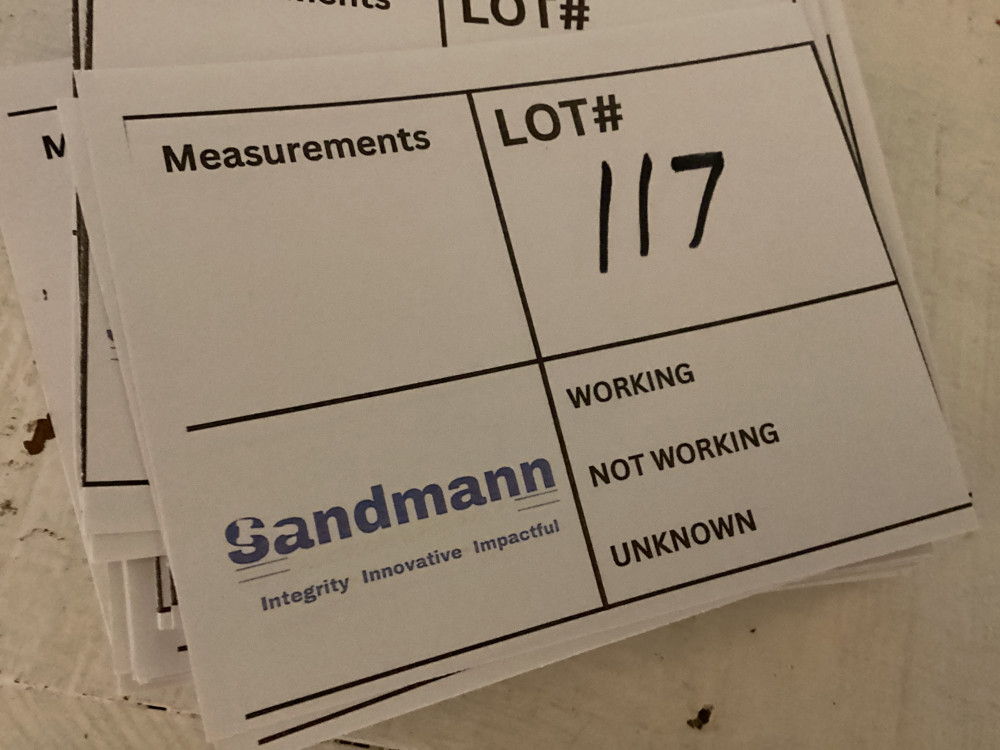 LOT#
Measurements
LOT#
117
WORKING
NOT WORKING
UNKNOWN
Sandmann
Integrity Innovative Impactful